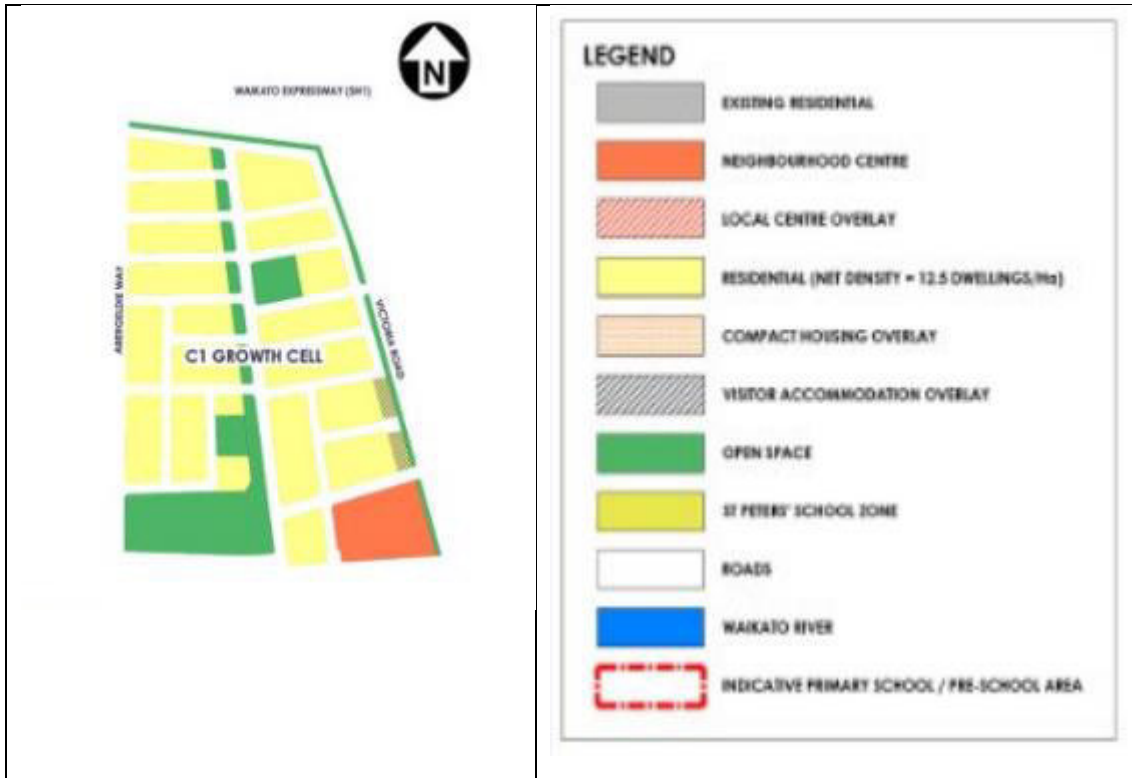 N
WAIKATO EXPRESSWAY (SH1)
ABERGELDIE WAY
VICTORIA ROAD
C1 GROWTH CELL
LEGEND
EXISTING RESIDENTIAL
NEIGHBOURHOOD CENTRE
LOCAL CENTRE OVERLAY
RESIDENTIAL (NET DENSITY = 12.5 DWELLINGS/Ha)
COMPACT HOUSING OVERLAY
VISITOR ACCOMMODATION OVERLAY
OPEN SPACE
ST PETERS' SCHOOL ZONE
ROADS
WAIKATO RIVER
INDICATIVE PRIMARY SCHOOL / PRE-SCHOOL AREA